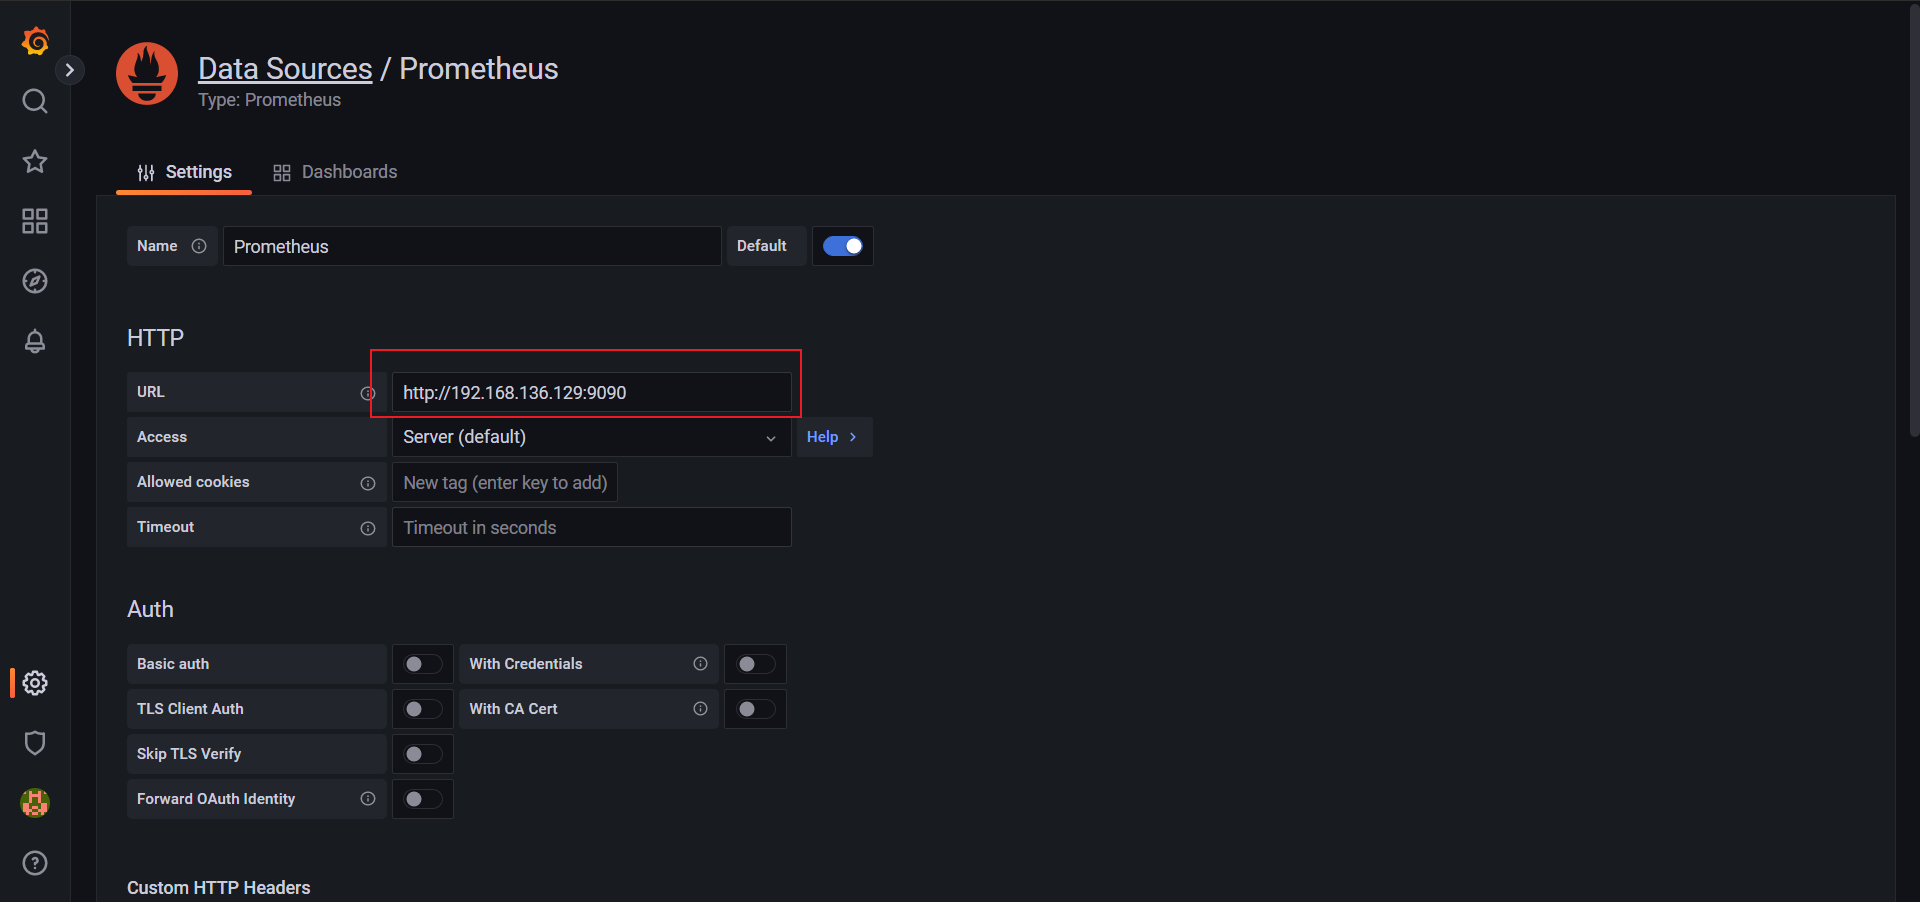 Data Sources / Prometheus
Type: Prometheus
Settings
Dashboards
Name
Prometheus
Default
HTTP
URL
http://192.168.136.129:9090
Access
Server (default)
Help
Allowed cookies
New tag (enter key to add)
Timeout
Timeout in seconds
Auth
Basic auth
With Credentials
TLS Client Auth
With CA Cert
Skip TLS Verify
Forward OAuth Identity
Custom HTTP Headers